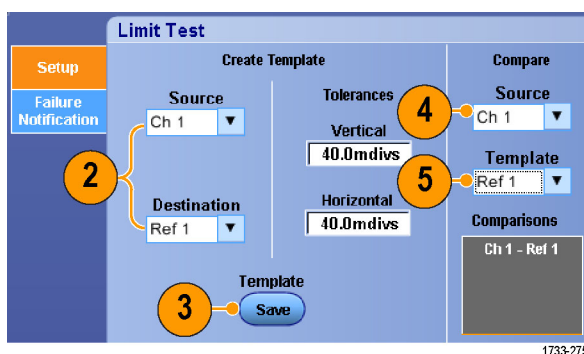 Limit Test
Setup
Failure
Notification
Create Template
Source
Ch 1
2
Destination
Ref 1
Tolerances
Vertical
40.0mdivs
Horizontal
40.0mdivs
Template
3
Save
Compare
Source
4
Ch 1
Template
5
Ref 1
Comparisons
Ch 1 - Ref 1